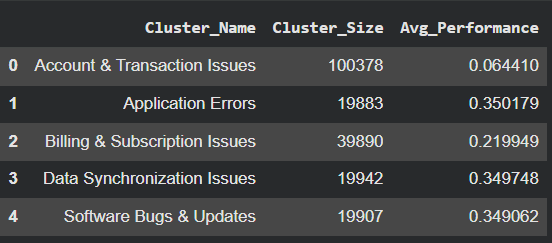 Cluster_Name Cluster_Size Avg_Performance
0 Account & Transaction Issues 100378 0.064410
1 Application Errors 19883 0.350179
2 Billing & Subscription Issues 39890 0.219949
3 Data Synchronization Issues 19942 0.349748
4 Software Bugs & Updates 19907 0.349062